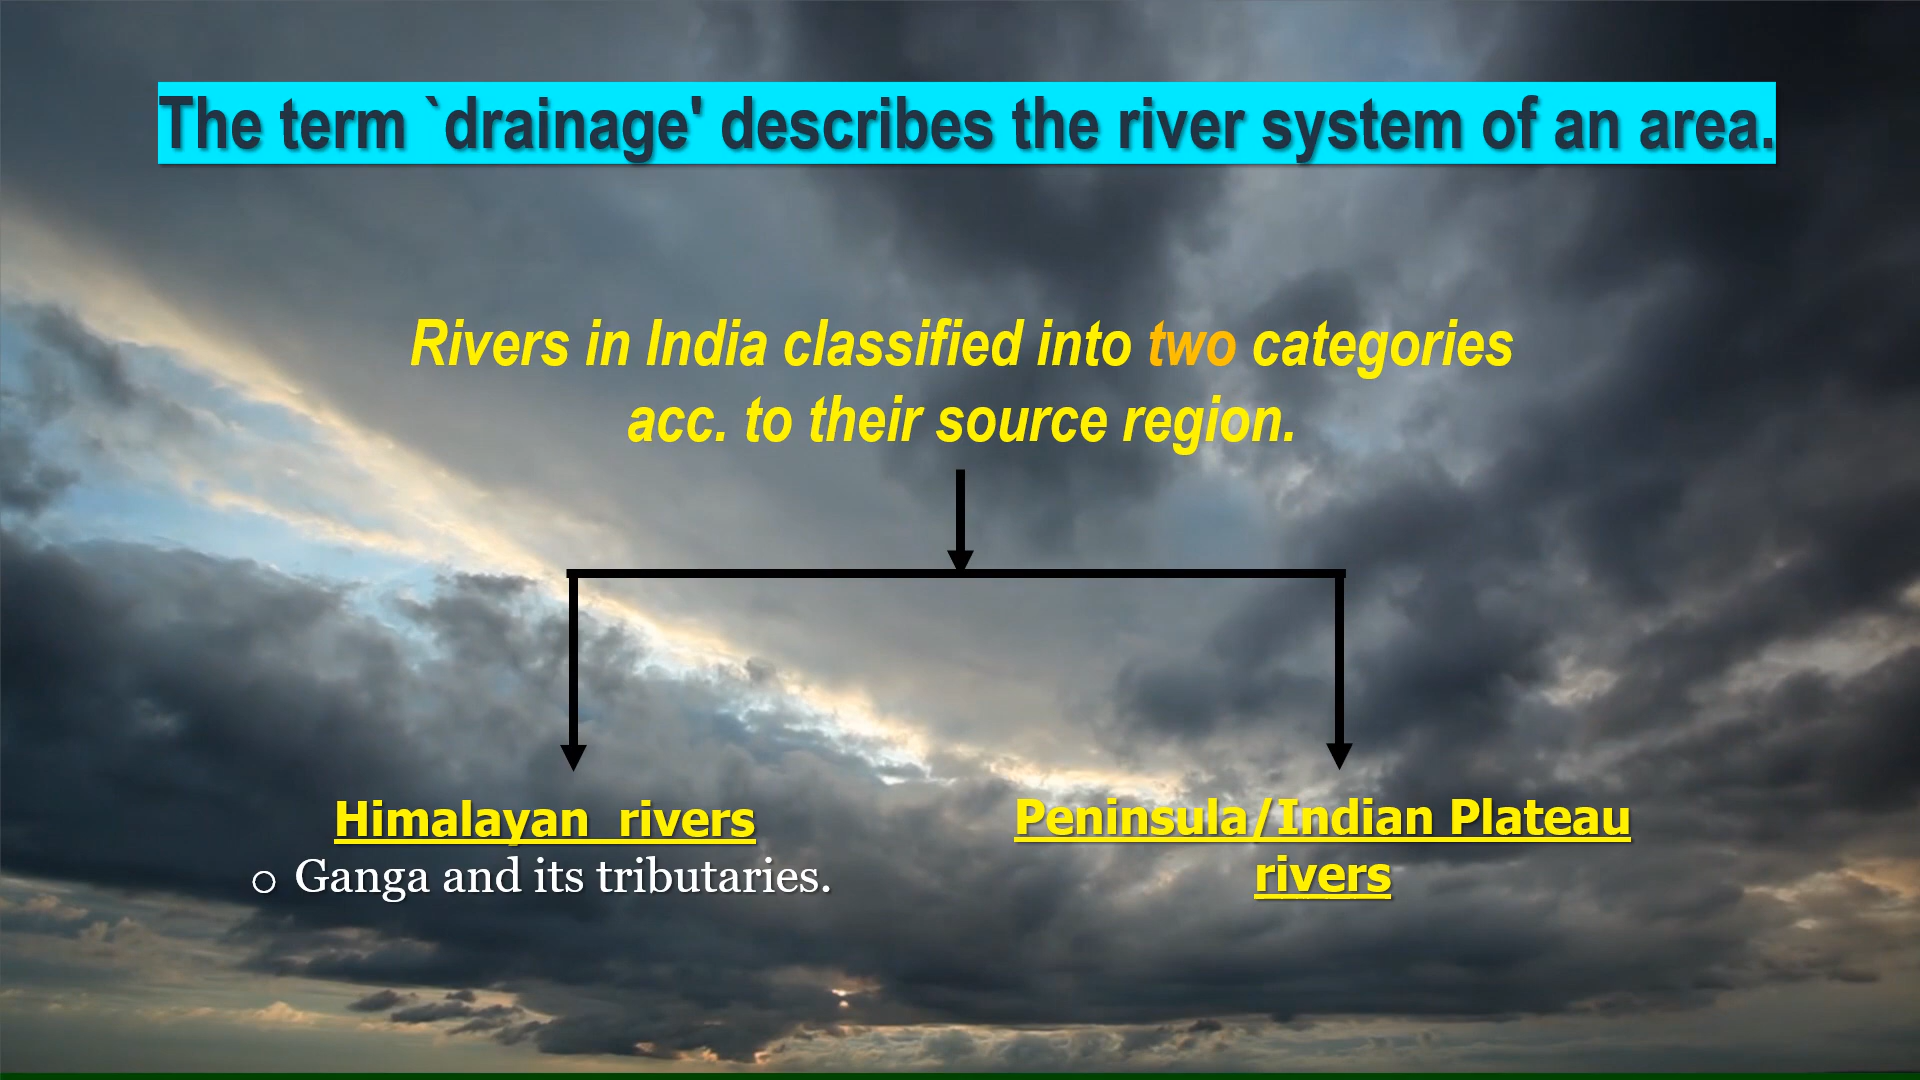 The term `drainage' describes the river system of an area.
Rivers in India classified into two categories
acc. to their source region.
Himalayan  rivers
o Ganga and its tributaries.
Peninsula/Indian Plateau
rivers